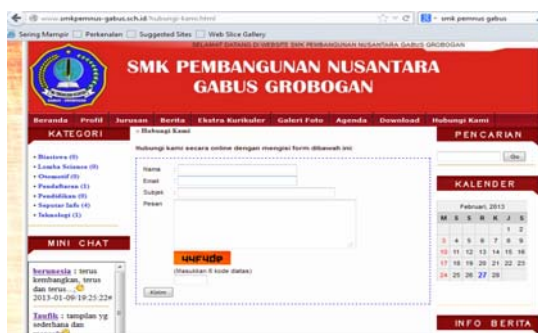 www.smkpemnus-gabus.sch.id/hubungi-kami.html
smk pemnus gabus
Sering Mampir Perkenalan Suggested Sites Web Slice Gallery
SELAMAT DATANG DI WEBSITE SMK PEMBANGUNAN NUSANTARA GABUS GROBOGAN
SMK PEMBANGUNAN NUSANTARA
GABUS GROBOGAN
Beranda Profil Jurusan Berita Ekstra Kurikuler Galeri Foto Agenda Download Hubungi Kami
KATEGORI
• Biasiswa (0)
• Lomba Science (0)
• Otomotif (0)
• Pendaftaran (1)
• Pendidikan (0)
• Seputar Info (4)
• Teknologi (1)
MINI CHAT
berunesia : terus
kembangkan, terus
dan terus...
2013-01-09/19:25:22
Taufik : tampilan yg
sederhana dan
» Hubungi Kami
Hubungi kami secara online dengan mengisi form dibawah ini:
Nama :
Email :
Subjek :
Pesan
(Masukkan 6 kode diatas)
Kirim
PENCARIAN
Go
KALENDER
Februari, 2013
M S S R K J S
1 2
3 4 5 6 7 8 9
10 11 12 13 14 15 16
17 18 19 20 21 22 23
24 25 26 27 28
INFO BERITA